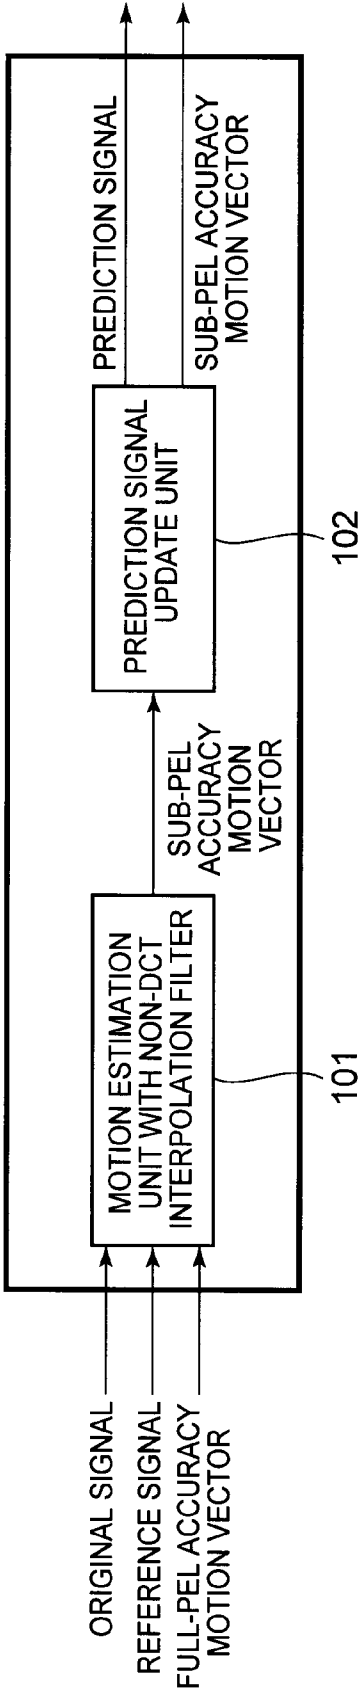 ORIGINAL SIGNAL
REFERENCE SIGNAL
FULL-PEL ACCURACY
MOTION VECTOR
MOTION ESTIMATION
UNIT WITH NON-DCT
INTERPOLATION FILTER
101
SUB-PEL
ACCURACY
MOTION
VECTOR
PREDICTION SIGNAL
UPDATE UNIT
102
PREDICTION SIGNAL
SUB-PEL ACCURACY
MOTION VECTOR